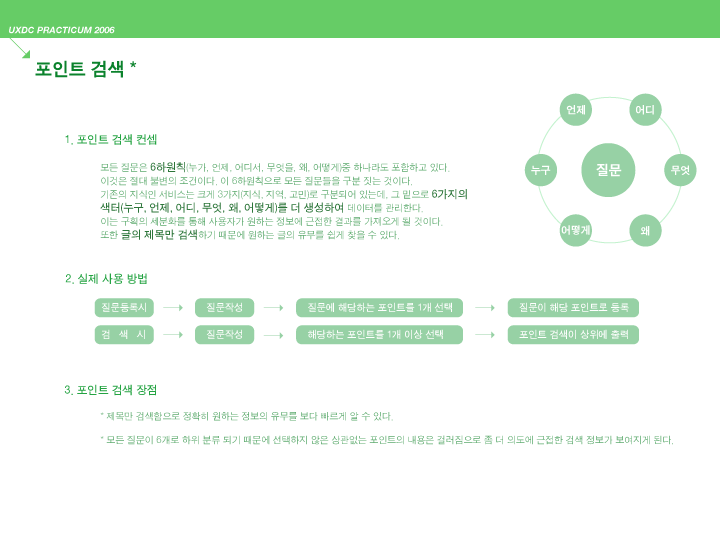 UXDC PRACTICUM 2006
포인트 검색 *
언제
어디
누구
질문
무엇
어떻게
왜
1. 포인트 검색 컨셉
모든 질문은 6하원칙(누가, 언제, 어디서, 무엇을, 왜, 어떻게)중 하나라도 포함하고 있다.
이것은 절대 불변의 조건이다. 이 6하원칙으로 모든 질문들을 구분 짓는 것이다.
기존의 지식인 서비스는 크게 3가지(지식, 지역, 고민)로 구분되어 있는데, 그 밑으로 6가지의
섹터(누구, 언제, 어디, 무엇, 왜, 어떻게)를 더 생성하여 데이터를 관리한다.
이는 구획의 세분화를 통해 사용자가 원하는 정보에 근접한 결과를 가져오게 될 것이다.
또한 글의 제목만 검색하기 때문에 원하는 글의 유무를 쉽게 찾을 수 있다.
2. 실제 사용 방법
질문등록시 질문작성 질문에 해당하는 포인트를 1개 선택 질문이 해당 포인트로 등록
검 색 시 질문작성 해당하는 포인트를 1개 이상 선택 포인트 검색이 상위에 출력
3. 포인트 검색 장점
* 제목만 검색함으로 정확히 원하는 정보의 유무를 보다 빠르게 알 수 있다.
* 모든 질문이 6개로 하위 분류 되기 때문에 선택하지 않은 상관없는 포인트의 내용은 걸러짐으로 좀 더 의도에 근접한 검색 정보가 보여지게 된다.